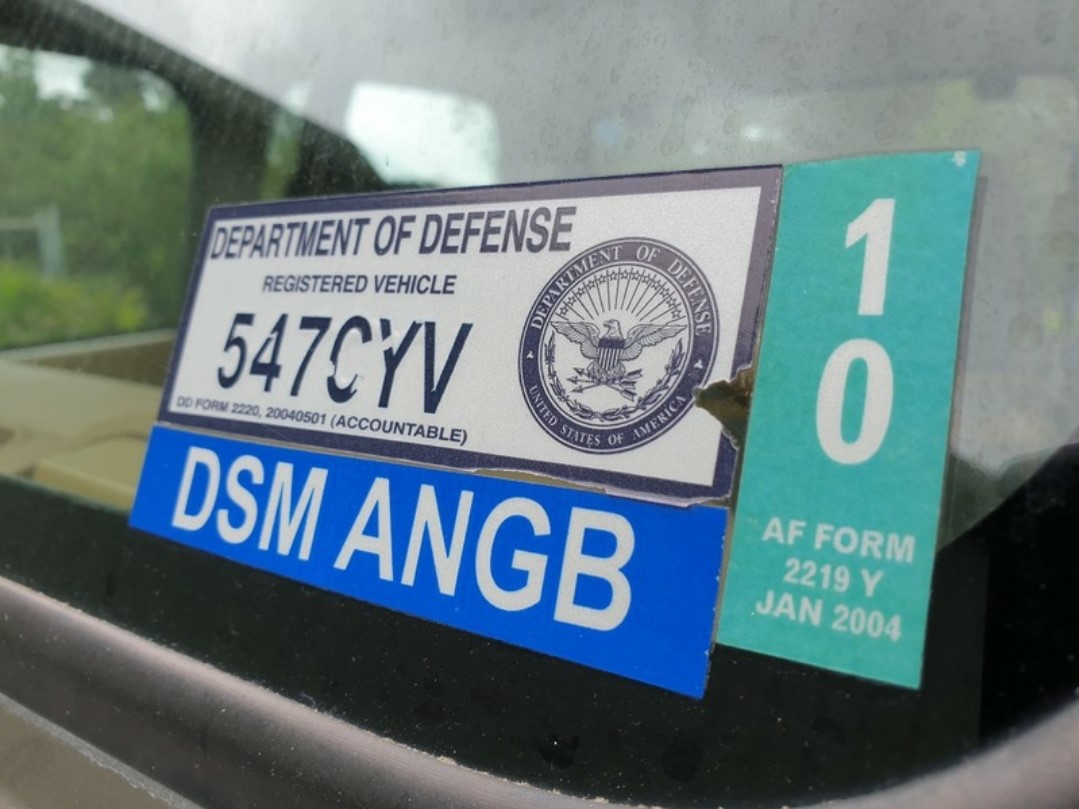 DEPARTMENT OF DEFENSE
REGISTERED VEHICLE
547CYV
DD FORM 2220, 20040501 (ACCOUNTABLE)
DEPARTMENT OF DEFENSE
UNITED STATES OF AMERICA
DSM ANGB
1
0
AF FORM
2219 Y
JAN 2004